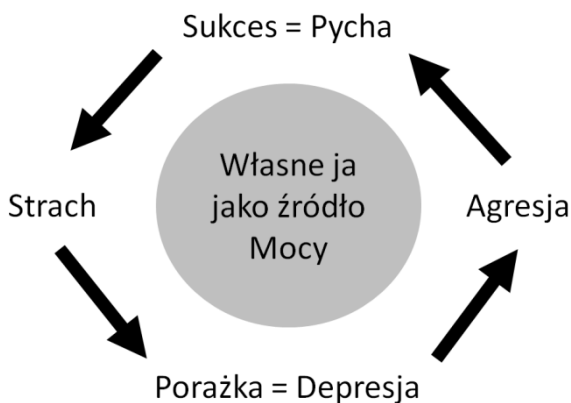 Sukces = Pycha
Własne ja
jako źródło
Mocy
Strach
Agresja
Porażka = Depresja